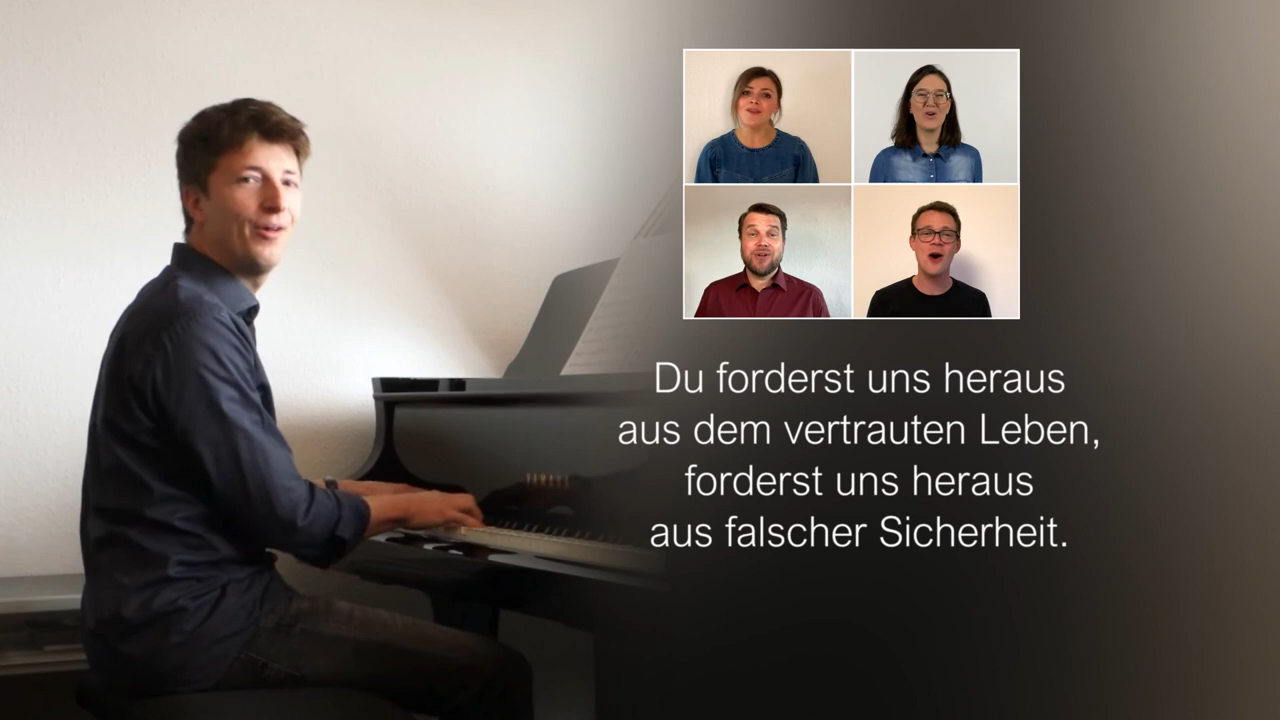 Du forderst uns heraus
aus dem vertrauten Leben,
forderst uns heraus
aus falscher Sicherheit.